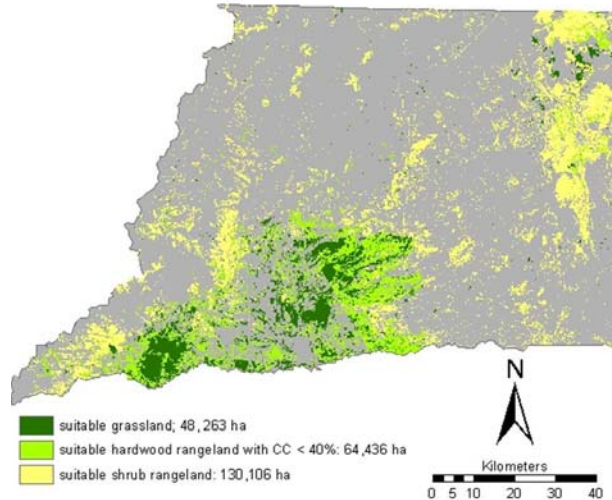 N
suitable grassland; 48,263 ha
suitable hardwood rangeland with CC < 40%: 64,436 ha
suitable shrub rangeland: 130,106 ha
Kilometers
0 5 10 20 30 40